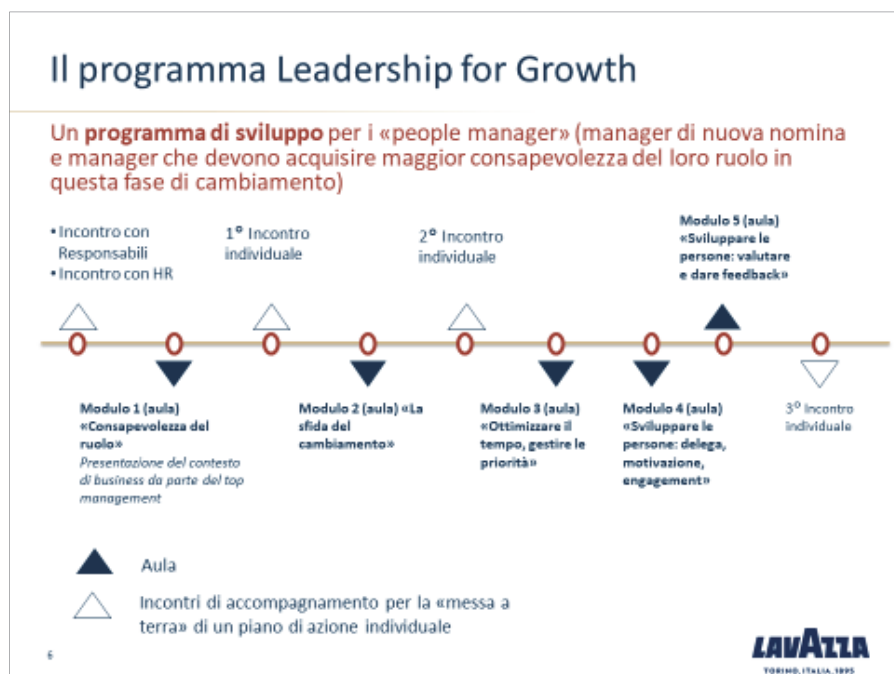 Il programma Leadership for Growth
Un programma di sviluppo per i «people manager» (manager di nuova nomina
e manager che devono acquisire maggior consapevolezza del loro ruolo in
questa fase di cambiamento)
• Incontro con
Responsabili
• Incontro con HR
1° Incontro
individuale
2° Incontro
individuale
Modulo 5 (aula)
«Sviluppare le
persone: valutare
e dare feedback»
Modulo 1 (aula)
«Consapevolezza del
ruolo»
Presentazione del contesto
di business da parte del top
management
Modulo 2 (aula) «La
sfida del
cambiamento»
Modulo 3 (aula)
«Ottimizzare il
tempo, gestire le
priorità»
Modulo 4 (aula)
«Sviluppare le
persone: delega,
motivazione,
engagement»
3° Incontro
individuale
Aula
Incontri di accompagnamento per la «messa a
terra» di un piano di azione individuale
6
LAVAZZA
TORINO, ITALIA, 1895